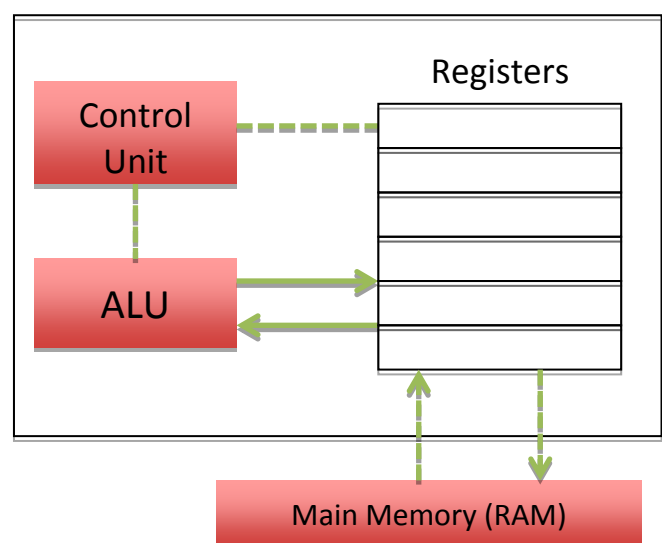 Registers
Control
Unit
ALU
Main Memory (RAM)